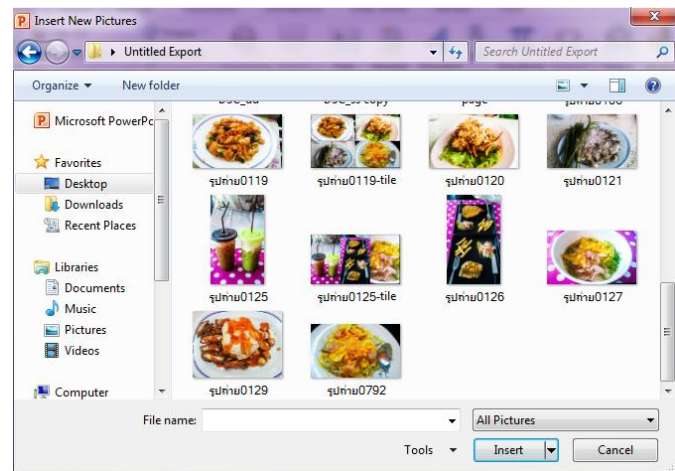 Insert New Pictures
Untitled Export
Search Untitled Export
Organize
New folder
Microsoft PowerPo
Favorites
Desktop
Downloads
Recent Places
Libraries
Documents
Music
Pictures
Videos
Computer
page
รูปถ่าย0119
รูปถ่าย0119-tile
รูปถ่าย0120
รูปถ่าย0121
รูปถ่าย0125
รูปถ่าย0125-tile
รูปถ่าย0126
รูปถ่าย0127
รูปถ่าย0129
รูปถ่าย0792
File name:
All Pictures
Tools
Insert
Cancel